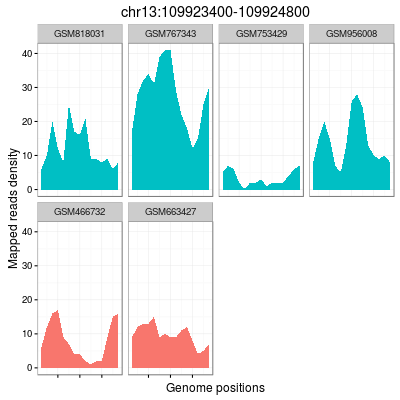 chr13:109923400-109924800
GSM818031 GSM767343 GSM753429 GSM956008
40
30
20
10
0
GSM466732 GSM663427
40
30
20
10
0
Mapped reads density
Genome positions